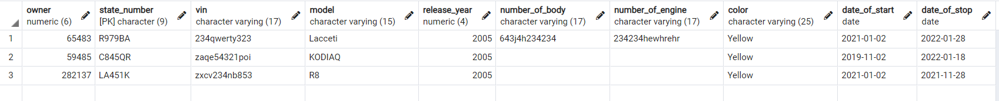 owner state_number vin model release_year number_of_body number_of_engine color date_of_start date_of_stop
numeric (6) [PK] character (9) character varying (17) character varying (15) numeric (4) character varying (17) character varying (17) character varying (25) date date
1 65483 R979BA 234qwerty323 Lacceti 2005 643j4h234234 234234hewhrehr Yellow 2021-01-02 2022-01-28
2 59485 C845QR zaqe54321poi KODIAQ 2005 Yellow 2019-11-02 2022-01-18
3 282137 LA451K zxcv234nb853 R8 2005 Yellow 2021-01-02 2021-11-28